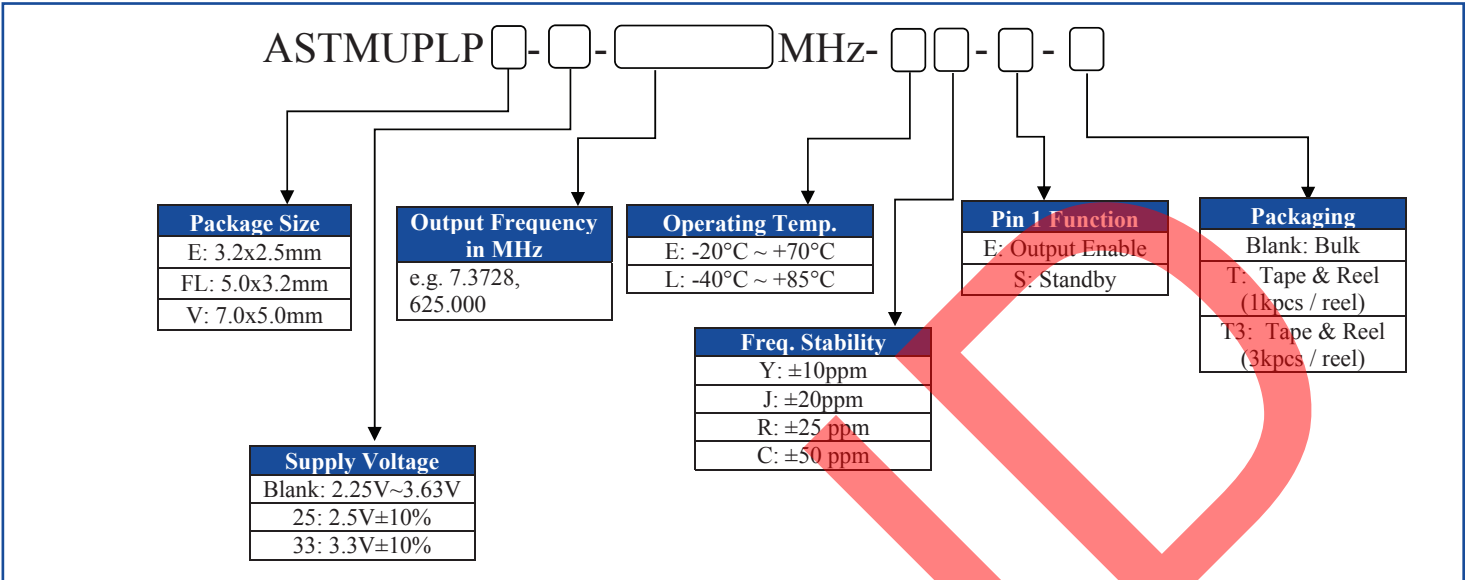 ASTMUPLP - - MHz- - -
Package Size
E: 3.2x2.5mm
FL: 5.0x3.2mm
V: 7.0x5.0mm
Output Frequency
in MHz
e.g. 7.3728,
625.000
Operating Temp.
E: -20°C ~ +70°C
L: -40°C ~ +85°C
Pin 1 Function
E: Output Enable
S: Standby
Packaging
Blank: Bulk
T: Tape & Reel
(1kpcs / reel)
T3: Tape & Reel
(3kpcs / reel)
Freq. Stability
Y: ±10ppm
J: ±20ppm
R: ±25 ppm
C: ±50 ppm
Supply Voltage
Blank: 2.25V~3.63V
25: 2.5V±10%
33: 3.3V±10%